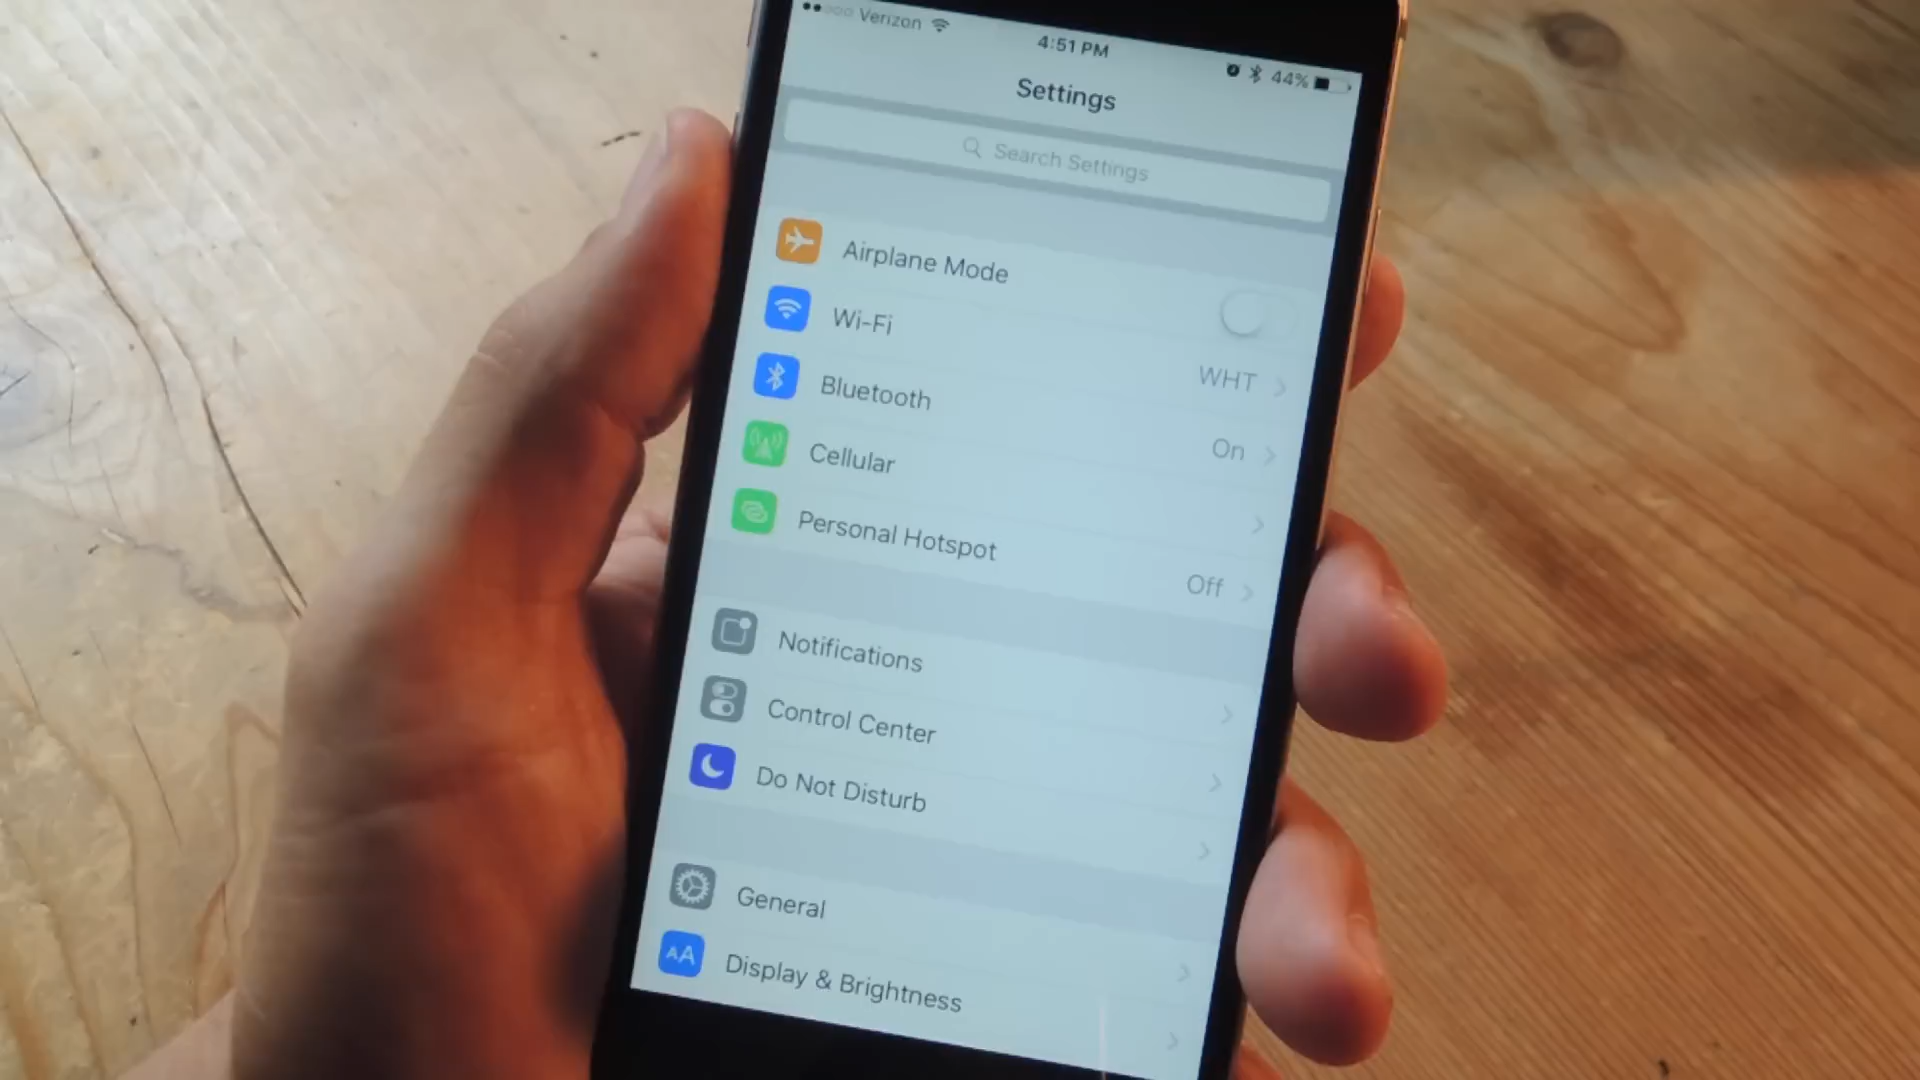 Verizon
4:51 PM
44%
Settings
Search Settings
Airplane Mode
Wi-Fi
WHT
Bluetooth
On
Cellular
Personal Hotspot
Off
Notifications
Control Center
Do Not Disturb
General
AA
Display & Brightness